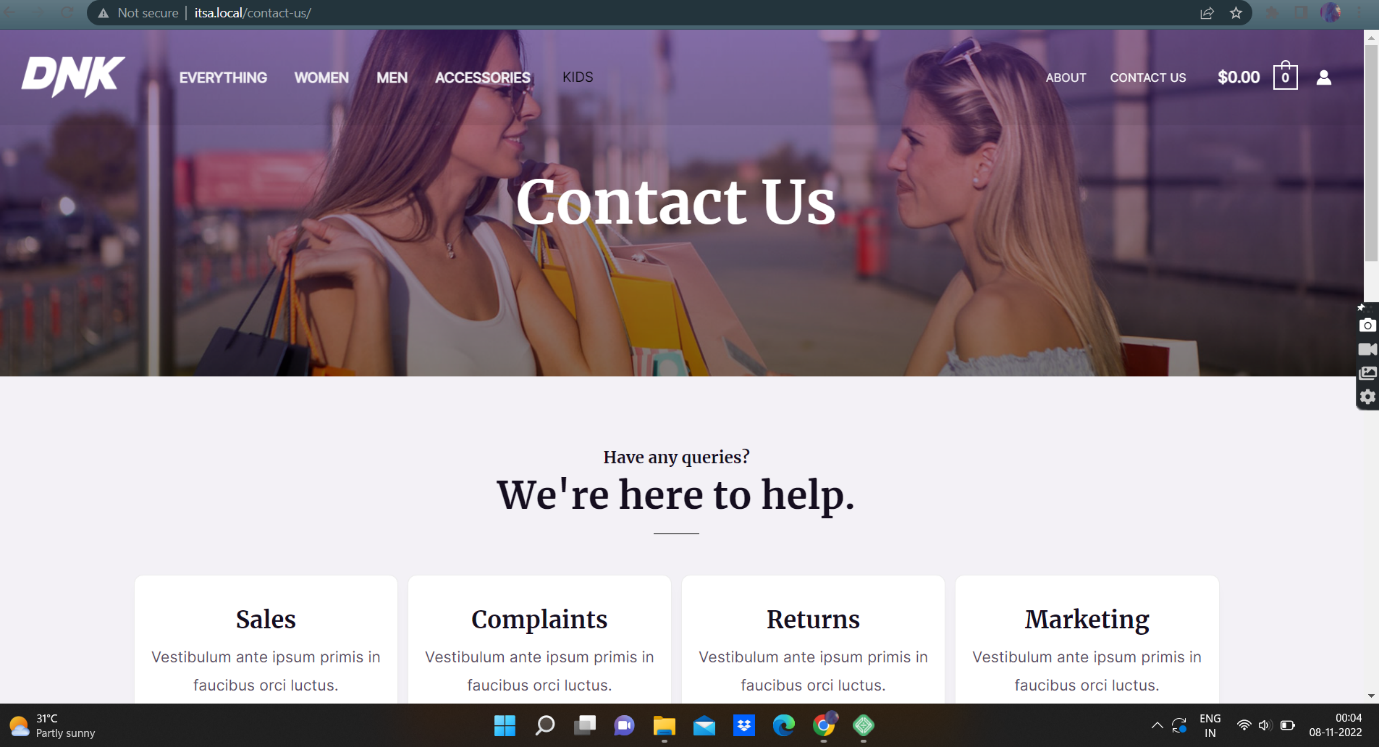 Not secure | itsa.local/contact-us/
DNK EVERYTHING WOMEN MEN ACCESSORIES KIDS ABOUT CONTACT US $0.00 0
Contact Us
Have any queries?
We're here to help.
Sales Complaints Returns Marketing
Vestibulum ante ipsum primis in Vestibulum ante ipsum primis in Vestibulum ante ipsum primis in Vestibulum ante ipsum primis in
faucibus orci luctus. faucibus orci luctus. faucibus orci luctus. faucibus orci luctus.
31°C ENG 00:04
Partly sunny IN 08-11-2022